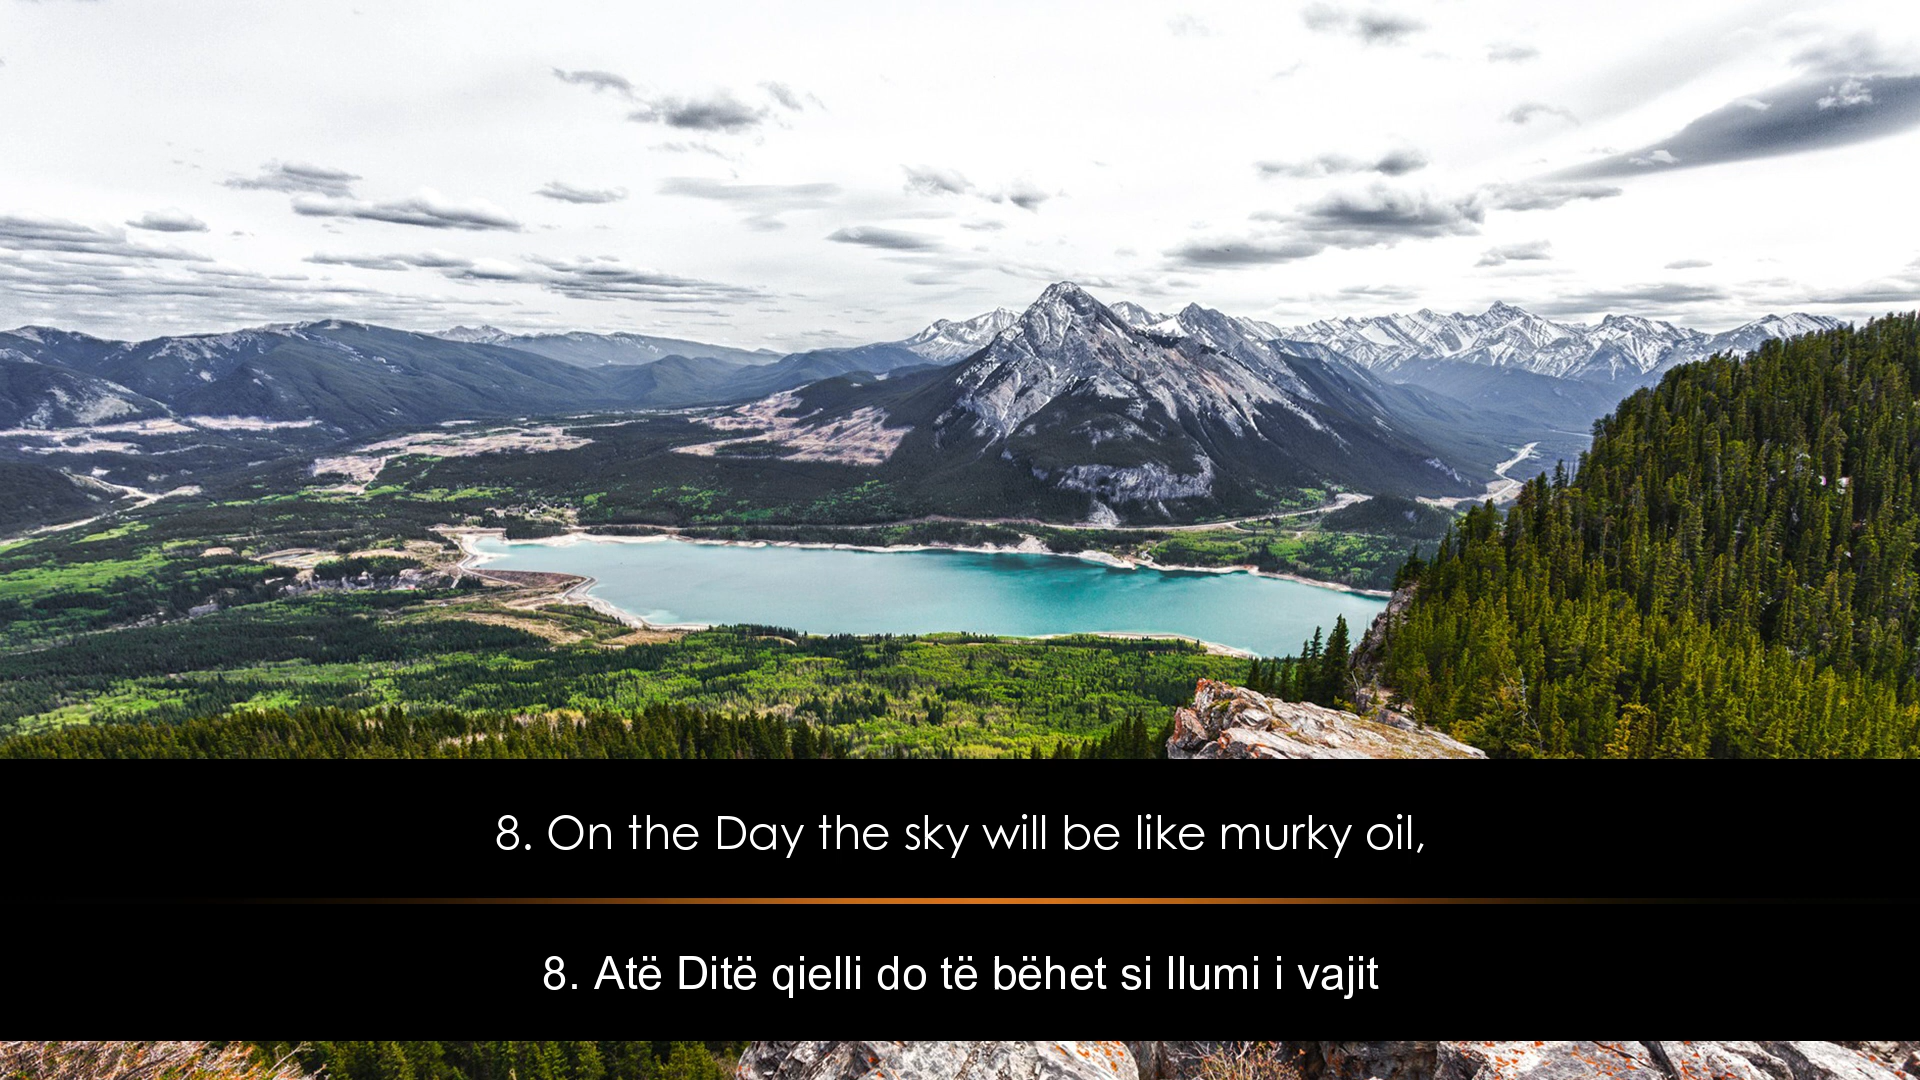 8. On the Day the sky will be like murky oil,
8. Atë Ditë qielli do të bëhet si llumi i vajit